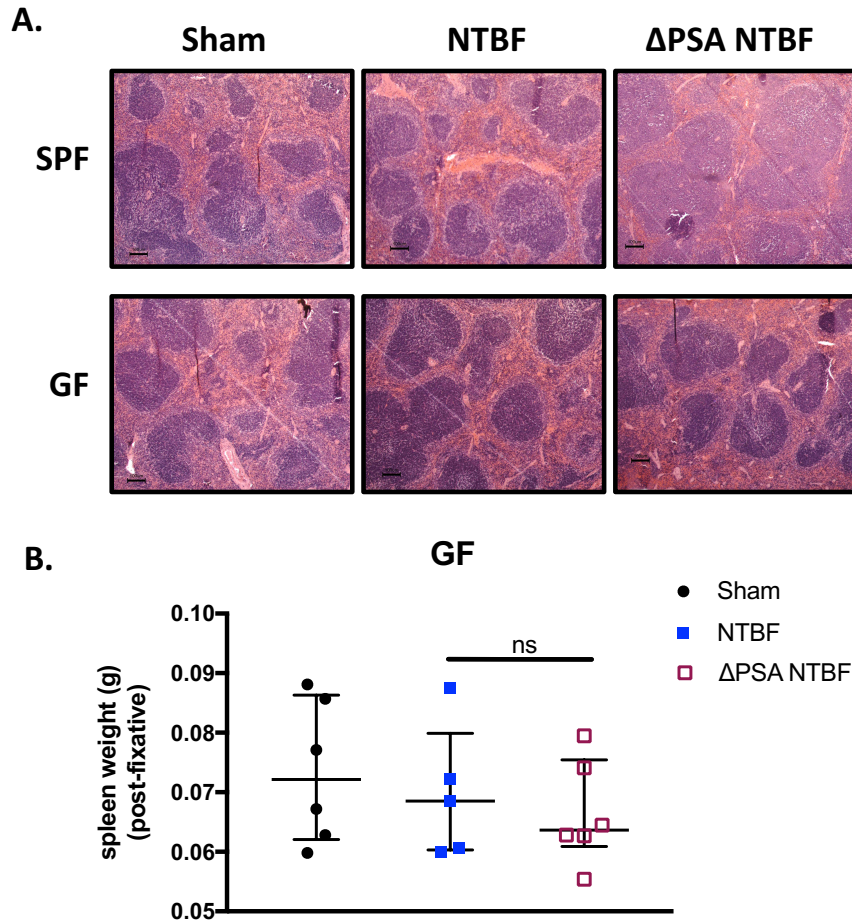 A.
Sham NTBF ΔPSA NTBF
SPF
GF
B.
GF
Sham
NTBF
ΔPSA NTBF
ns
spleen weight (g)
(post-fixative)
0.10
0.09
0.08
0.07
0.06
0.05